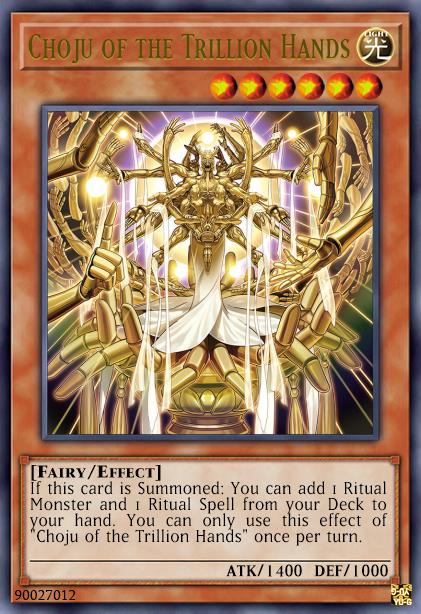 CHOJU OF THE TRILLION HANDS
LIGHT
光
[FAIRY/EFFECT]
If this card is Summoned: You can add 1 Ritual
Monster and 1 Ritual Spell from your Deck to
your hand. You can only use this effect of
"Choju of the Trillion Hands" once per turn.
ATK/1400 DEF/1000
90027012